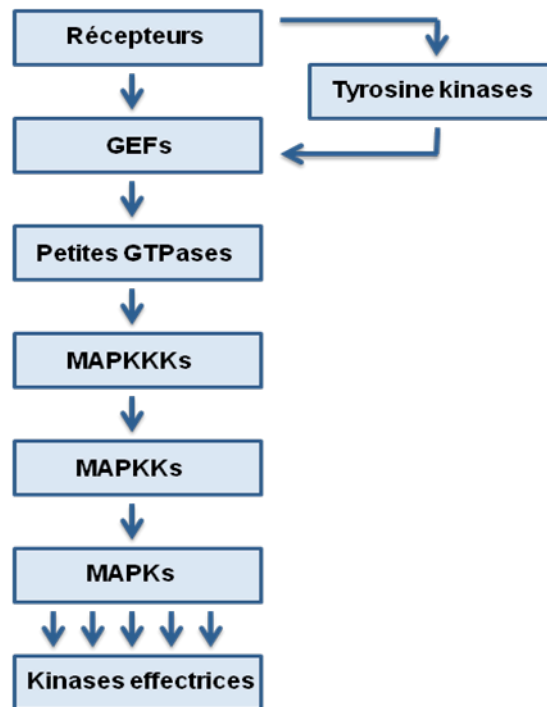 Récepteurs
Tyrosine kinases
GEFs
Petites GTPases
MAPKKKs
MAPKKs
MAPKs
Kinases effectrices